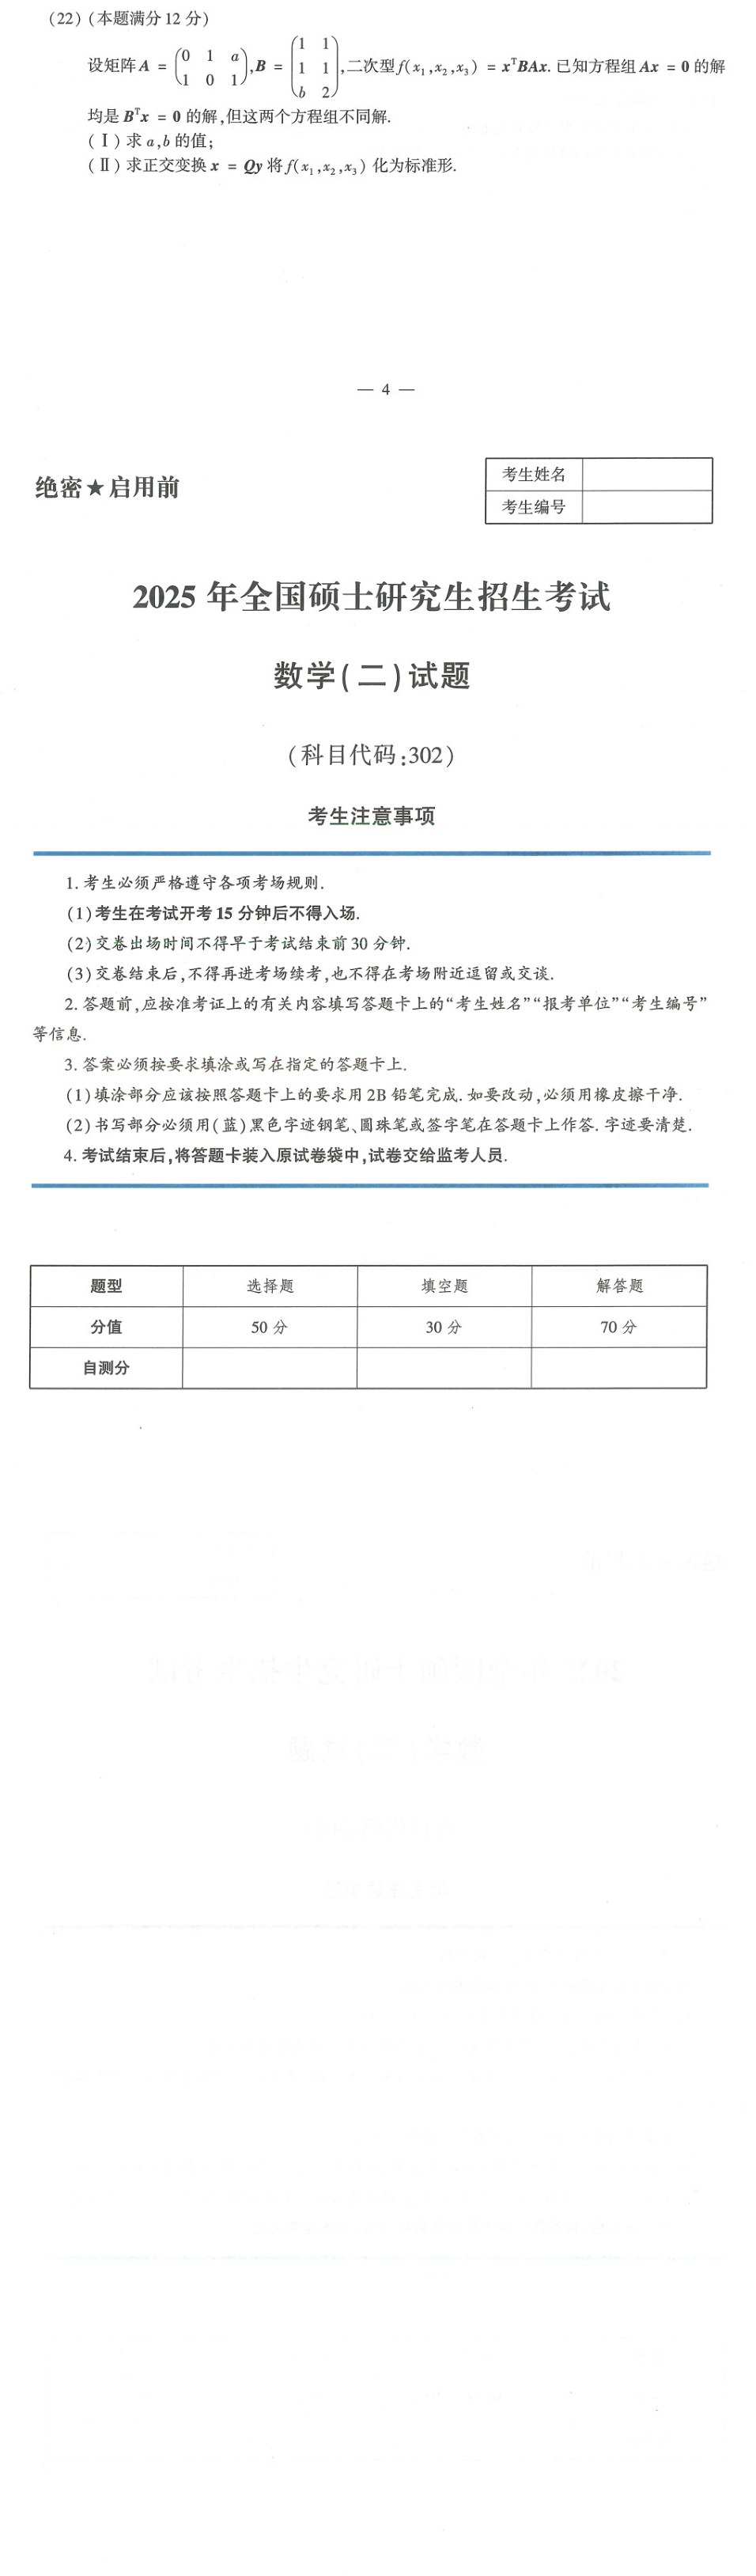 (22) (本题满分 12 分)
设矩阵 A = (0 1 a; 1 0 1), B = (1 1; 1 1; b 2), 二次型 f(x₁,x₂,x₃) = xᵀBAx. 已知方程组 Ax = 0 的解
均是 Bᵀx = 0 的解,但这两个方程组不同解.
(Ⅰ) 求 a,b 的值;
(Ⅱ) 求正交变换 x = Qy 将 f(x₁,x₂,x₃) 化为标准形.
— 4 —
绝密★启用前
考生姓名
考生编号
2025 年全国硕士研究生招生考试
数学(二)试题
(科目代码:302)
考生注意事项
1. 考生必须严格遵守各项考场规则.
(1)考生在考试开考 15 分钟后不得入场.
(2)交卷出场时间不得早于考试结束前 30 分钟.
(3)交卷结束后,不得再进考场续考,也不得在考场附近逗留或交谈.
2. 答题前,应按准考证上的有关内容填写答题卡上的“考生姓名”“报考单位”“考生编号”
等信息.
3. 答案必须按要求填涂或写在指定的答题卡上.
(1)填涂部分应该按照答题卡上的要求用 2B 铅笔完成. 如要改动,必须用橡皮擦干净.
(2)书写部分必须用(蓝)黑色字迹钢笔、圆珠笔或签字笔在答题卡上作答. 字迹要清楚.
4. 考试结束后,将答题卡装入原试卷袋中,试卷交给监考人员.
题型 选择题 填空题 解答题
分值 50 分 30 分 70 分
自测分